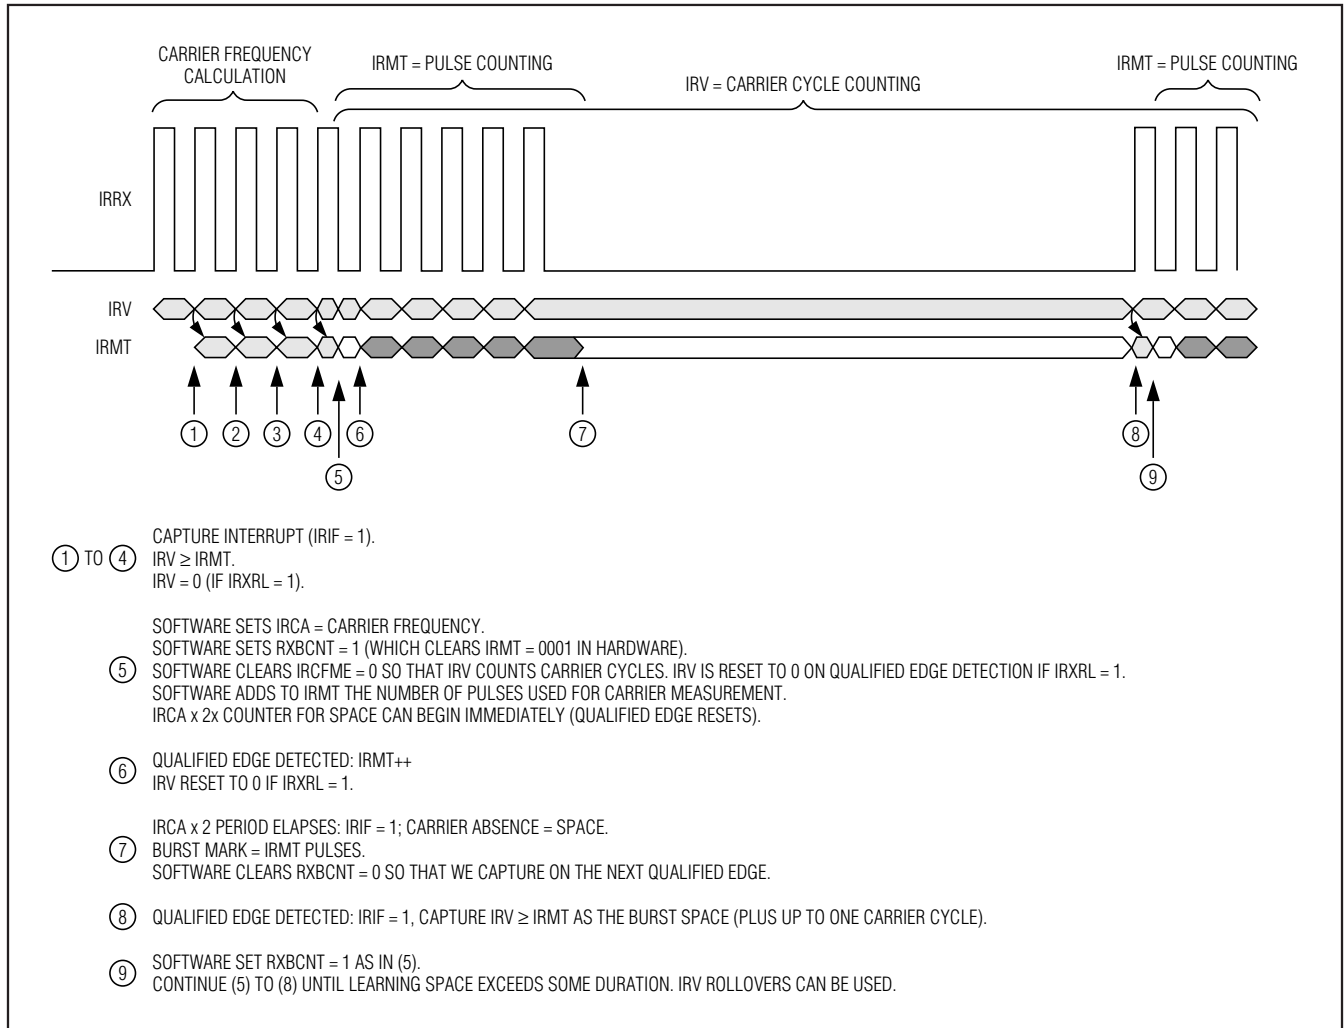 CARRIER FREQUENCY
CALCULATION
IRMT = PULSE COUNTING
IRV = CARRIER CYCLE COUNTING
IRMT = PULSE COUNTING
IRRX
IRV
IRMT
1
2
3
4
6
7
8
5
9
1 TO 4
CAPTURE INTERRUPT (IRIF = 1).
IRV ≥ IRMT.
IRV = 0 (IF IRXRL = 1).
5
SOFTWARE SETS IRCA = CARRIER FREQUENCY.
SOFTWARE SETS RXBCNT = 1 (WHICH CLEARS IRMT = 0001 IN HARDWARE).
SOFTWARE CLEARS IRCFME = 0 SO THAT IRV COUNTS CARRIER CYCLES. IRV IS RESET TO 0 ON QUALIFIED EDGE DETECTION IF IRXRL = 1.
SOFTWARE ADDS TO IRMT THE NUMBER OF PULSES USED FOR CARRIER MEASUREMENT.
IRCA x 2x COUNTER FOR SPACE CAN BEGIN IMMEDIATELY (QUALIFIED EDGE RESETS).
6
QUALIFIED EDGE DETECTED: IRMT++
IRV RESET TO 0 IF IRXRL = 1.
7
IRCA x 2 PERIOD ELAPSES: IRIF = 1; CARRIER ABSENCE = SPACE.
BURST MARK = IRMT PULSES.
SOFTWARE CLEARS RXBCNT = 0 SO THAT WE CAPTURE ON THE NEXT QUALIFIED EDGE.
8 QUALIFIED EDGE DETECTED: IRIF = 1, CAPTURE IRV ≥ IRMT AS THE BURST SPACE (PLUS UP TO ONE CARRIER CYCLE).
9
SOFTWARE SET RXBCNT = 1 AS IN (5).
CONTINUE (5) TO (8) UNTIL LEARNING SPACE EXCEEDS SOME DURATION. IRV ROLLOVERS CAN BE USED.